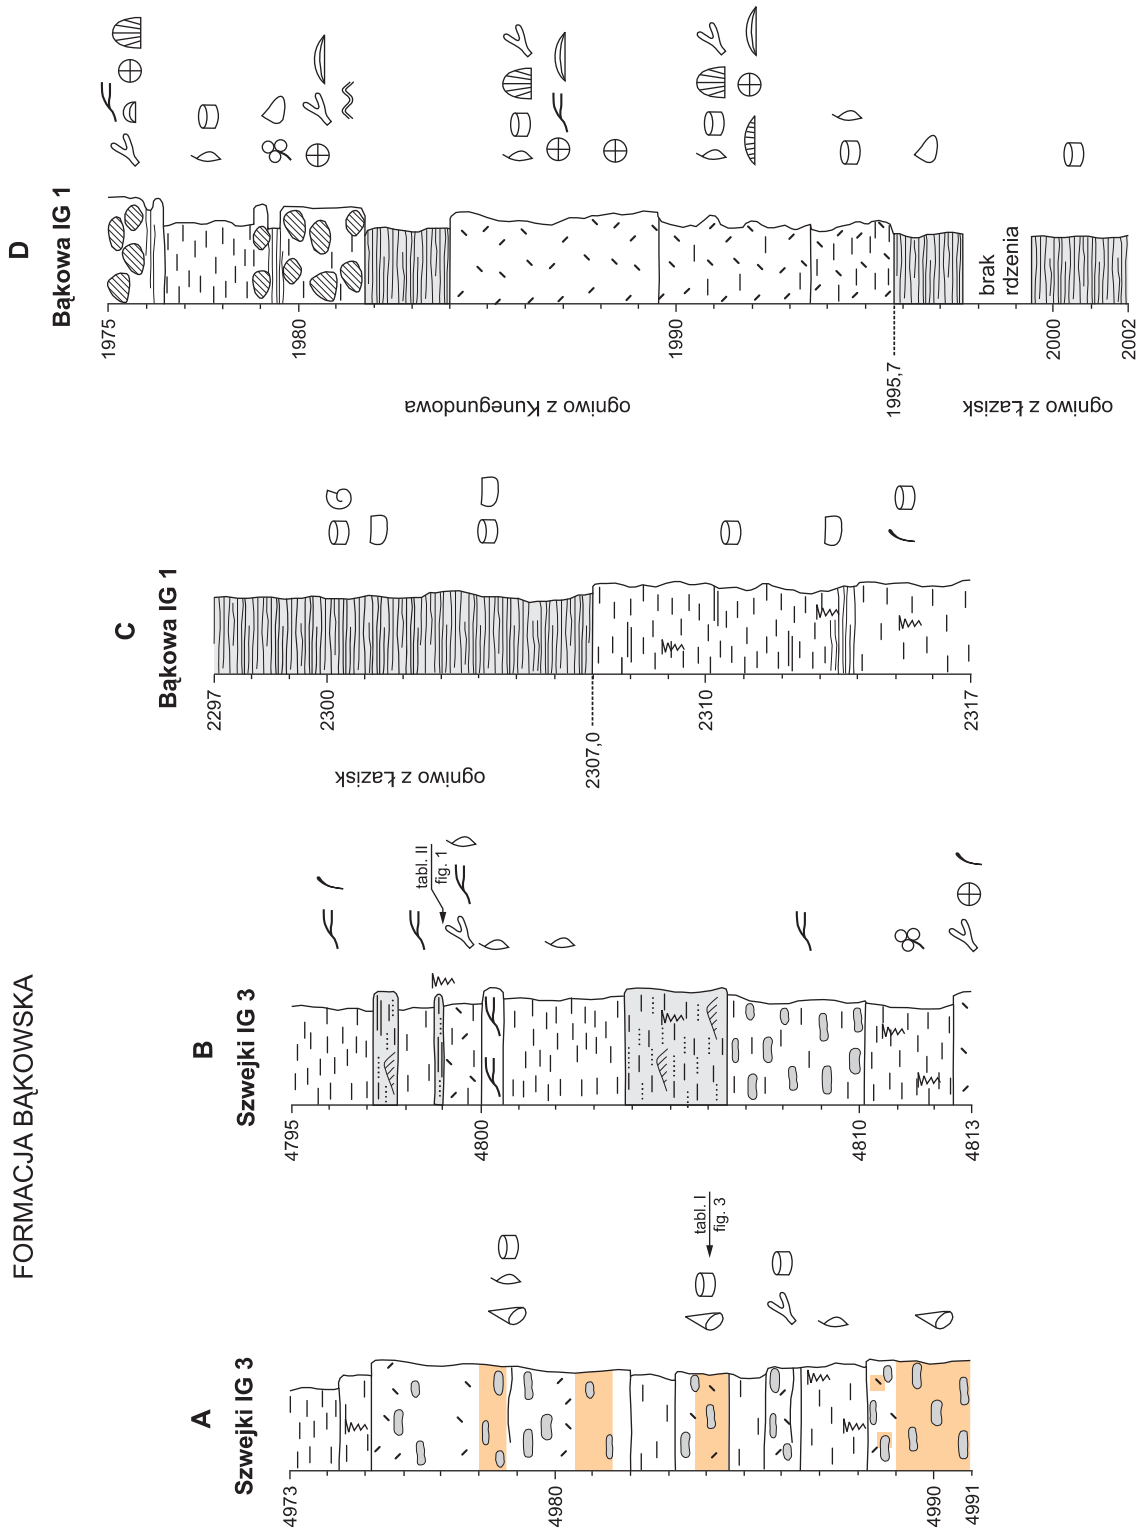 FORMACJA BĄKOWSKA
A
Szwejki IG 3
4973
4980
4990
4991
tabl. I
fig. 3
B
Szwejki IG 3
4795
4800
4810
4813
tabl. II
fig. 1
C
Bąkowa IG 1
2297
2300
2307,0
2310
2317
ogniwo z Łazisk
D
Bąkowa IG 1
1975
1980
1990
1995,7
2000
2002
brak
rdzenia
ogniwo z Kunegundowa
ogniwo z Łazisk